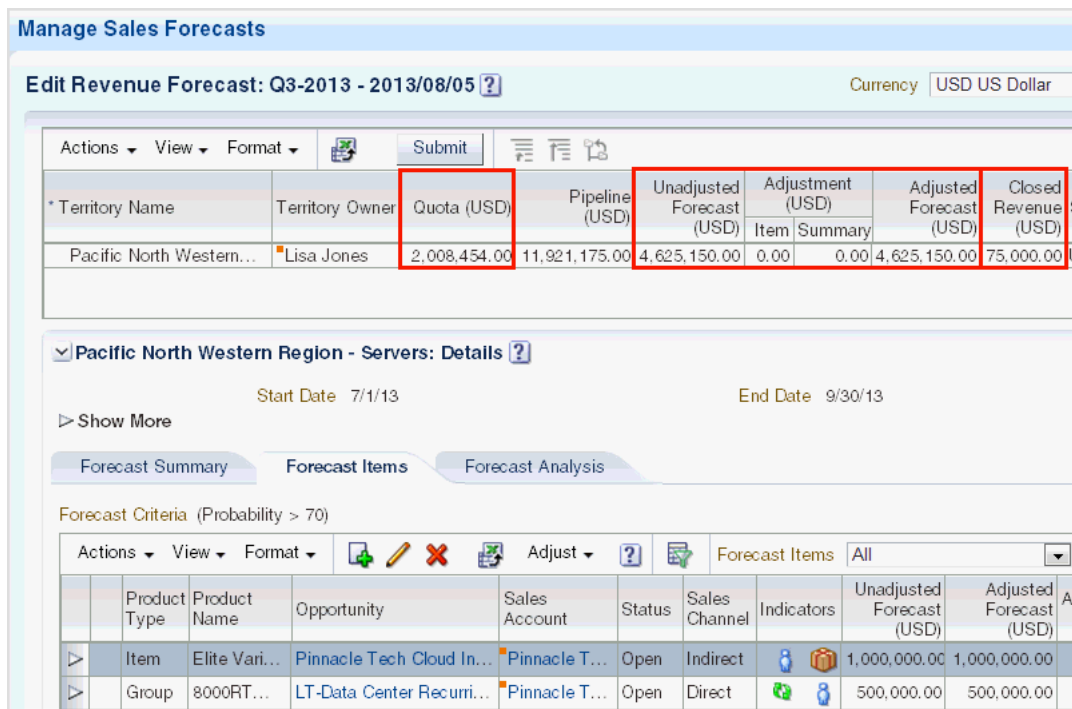 Manage Sales Forecasts
Edit Revenue Forecast: Q3-2013 - 2013/08/05 ?
Currency USD US Dollar
Actions View Format Submit
* Territory Name Territory Owner Quota (USD) Pipeline (USD) Unadjusted Forecast (USD) Adjustment (USD) Item Summary Adjusted Forecast (USD) Closed Revenue (USD)
Pacific North Western... Lisa Jones 2,008,454.00 11,921,175.00 4,625,150.00 0.00 0.00 4,625,150.00 75,000.00
Pacific North Western Region - Servers: Details ?
Start Date 7/1/13 End Date 9/30/13
Show More
Forecast Summary Forecast Items Forecast Analysis
Forecast Criteria (Probability > 70)
Actions View Format Adjust ? Forecast Items All
Product Type Product Name Opportunity Sales Account Status Sales Channel Indicators Unadjusted Forecast (USD) Adjusted Forecast (USD) A
Item Elite Vari... Pinnacle Tech Cloud In... Pinnacle T... Open Indirect 1,000,000.00 1,000,000.00
Group 8000RT... LT-Data Center Recurri... Pinnacle T... Open Direct 500,000.00 500,000.00